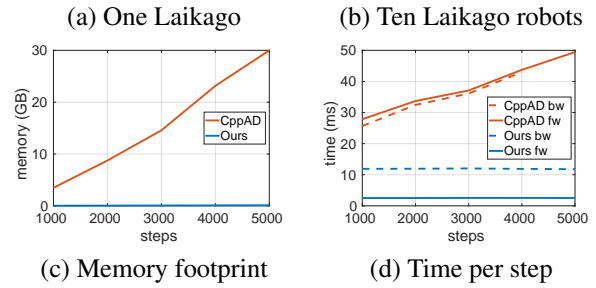 (a) One Laikago
(b) Ten Laikago robots
30
20
10
0
memory (GB)
CppAD
Ours
1000 2000 3000 4000 5000
steps
50
40
30
20
10
0
time (ms)
CppAD bw
CppAD fw
Ours bw
Ours fw
1000 2000 3000 4000 5000
steps
(c) Memory footprint
(d) Time per step